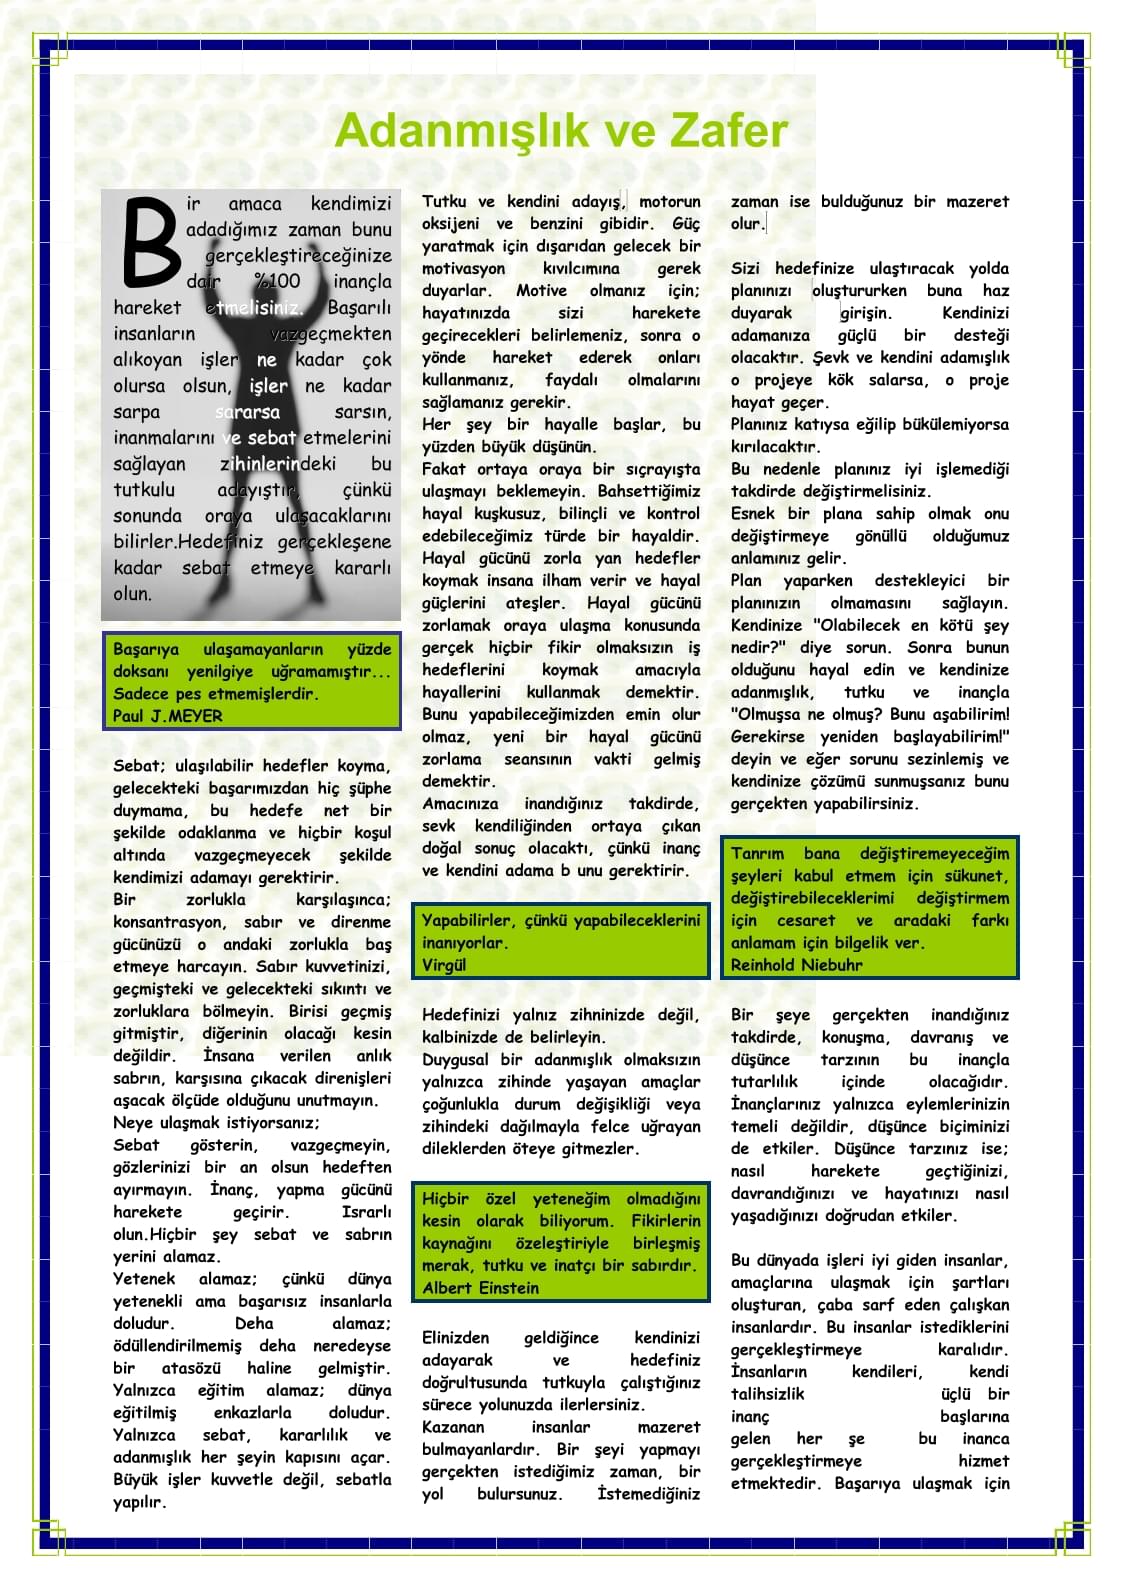 Adanmışlık ve Zafer
Bir amaca kendimizi
adadığımız zaman bunu
gerçekleştireceğinize
dair %100 inançla
hareket etmelisiniz. Başarılı
insanların vazgeçmekten
alıkoyan işler ne kadar çok
olursa olsun, işler ne kadar
sarpa sararsa sarsın,
inanmalarını ve sebat etmelerini
sağlayan zihinlerindeki bu
tutkulu adayıştır, çünkü
sonunda oraya ulaşacaklarını
bilirler.Hedefiniz gerçekleşene
kadar sebat etmeye kararlı
olun.
Başarıya ulaşamayanların yüzde
doksanı yenilgiye uğramamıştır...
Sadece pes etmemişlerdir.
Paul J.MEYER
Sebat; ulaşılabilir hedefler koyma,
gelecekteki başarımızdan hiç şüphe
duymama, bu hedefe net bir
şekilde odaklanma ve hiçbir koşul
altında vazgeçmeyecek şekilde
kendimizi adamayı gerektirir.
Bir zorlukla karşılaşınca;
konsantrasyon, sabır ve direnme
gücünüzü o andaki zorlukla baş
etmeye harcayın. Sabır kuvvetinizi,
geçmişteki ve gelecekteki sıkıntı ve
zorluklara bölmeyin. Birisi geçmiş
gitmiştir, diğerinin olacağı kesin
değildir. İnsana verilen anlık
sabrın, karşısına çıkacak direnişleri
aşacak ölçüde olduğunu unutmayın.
Neye ulaşmak istiyorsanız;
Sebat gösterin, vazgeçmeyin,
gözlerinizi bir an olsun hedeften
ayırmayın. İnanç, yapma gücünü
harekete geçirir. Israrlı
olun.Hiçbir şey sebat ve sabrın
yerini alamaz.
Yetenek alamaz; çünkü dünya
yetenekli ama başarısız insanlarla
doludur. Deha alamaz;
ödüllendirilmemiş deha neredeyse
bir atasözü haline gelmiştir.
Yalnızca eğitim alamaz; dünya
eğitilmiş enkazlarla doludur.
Yalnızca sebat, kararlılık ve
adanmışlık her şeyin kapısını açar.
Büyük işler kuvvetle değil, sebatla
yapılır.
Tutku ve kendini adayış, motorun
oksijeni ve benzini gibidir. Güç
yaratmak için dışarıdan gelecek bir
motivasyon kıvılcımına gerek
duyarlar. Motive olmanız için;
hayatınızda sizi harekete
geçirecekleri belirlemeniz, sonra o
yönde hareket ederek onları
kullanmanız, faydalı olmalarını
sağlamanız gerekir.
Her şey bir hayalle başlar, bu
yüzden büyük düşünün.
Fakat ortaya oraya bir sıçrayışta
ulaşmayı beklemeyin. Bahsettiğimiz
hayal kuşkusuz, bilinçli ve kontrol
edebileceğimiz türde bir hayaldir.
Hayal gücünü zorla yan hedefler
koymak insana ilham verir ve hayal
güçlerini ateşler. Hayal gücünü
zorlamak oraya ulaşma konusunda
gerçek hiçbir fikir olmaksızın iş
hedeflerini koymak amacıyla
hayallerini kullanmak demektir.
Bunu yapabileceğimizden emin olur
olmaz, yeni bir hayal gücünü
zorlama seansının vakti gelmiş
demektir.
Amacınıza inandığınız takdirde,
sevk kendiliğinden ortaya çıkan
doğal sonuç olacaktı, çünkü inanç
ve kendini adama b unu gerektirir.
Yapabilirler, çünkü yapabileceklerini
inanıyorlar.
Virgül
Hedefinizi yalnız zihninizde değil,
kalbinizde de belirleyin.
Duygusal bir adanmışlık olmaksızın
yalnızca zihinde yaşayan amaçlar
çoğunlukla durum değişikliği veya
zihindeki dağılmayla felce uğrayan
dileklerden öteye gitmezler.
Hiçbir özel yeteneğim olmadığını
kesin olarak biliyorum. Fikirlerin
kaynağını özeleştiriyle birleşmiş
merak, tutku ve inatçı bir sabırdır.
Albert Einstein
Elinizden geldiğince kendinizi
adayarak ve hedefiniz
doğrultusunda tutkuyla çalıştığınız
sürece yolunuzda ilerlersiniz.
Kazanan insanlar mazeret
bulmayanlardır. Bir şeyi yapmayı
gerçekten istediğimiz zaman, bir
yol bulursunuz. İstemediğiniz
zaman ise bulduğunuz bir mazeret
olur.
Sizi hedefinize ulaştıracak yolda
planınızı oluştururken buna haz
duyarak girişin. Kendinizi
adamanıza güçlü bir desteği
olacaktır. Şevk ve kendini adamışlık
o projeye kök salarsa, o proje
hayat geçer.
Planınız katıysa eğilip bükülemiyorsa
kırılacaktır.
Bu nedenle planınız iyi işlemediği
takdirde değiştirmelisiniz.
Esnek bir plana sahip olmak onu
değiştirmeye gönüllü olduğumuz
anlamınız gelir.
Plan yaparken destekleyici bir
planınızın olmamasını sağlayın.
Kendinize "Olabilecek en kötü şey
nedir?" diye sorun. Sonra bunun
olduğunu hayal edin ve kendinize
adanmışlık, tutku ve inançla
"Olmuşsa ne olmuş? Bunu aşabilirim!
Gerekirse yeniden başlayabilirim!"
deyin ve eğer sorunu sezinlemiş ve
kendinize çözümü sunmuşsanız bunu
gerçekten yapabilirsiniz.
Tanrım bana değiştiremeyeceğim
şeyleri kabul etmem için sükunet,
değiştirebileceklerimi değiştirmem
için cesaret ve aradaki farkı
anlamam için bilgelik ver.
Reinhold Niebuhr
Bir şeye gerçekten inandığınız
takdirde, konuşma, davranış ve
düşünce tarzının bu inançla
tutarlılık içinde olacağıdır.
İnançlarınız yalnızca eylemlerinizin
temeli değildir, düşünce biçiminizi
de etkiler. Düşünce tarzınız ise;
nasıl harekete geçtiğinizi,
davrandığınızı ve hayatınızı nasıl
yaşadığınızı doğrudan etkiler.
Bu dünyada işleri iyi giden insanlar,
amaçlarına ulaşmak için şartları
oluşturan, çaba sarf eden çalışkan
insanlardır. Bu insanlar istediklerini
gerçekleştirmeye karalıdır.
İnsanların kendileri, kendi
talihsizlik üçlü bir
inanç başlarına
gelen her şe bu inanca
gerçekleştirmeye hizmet
etmektedir. Başarıya ulaşmak için